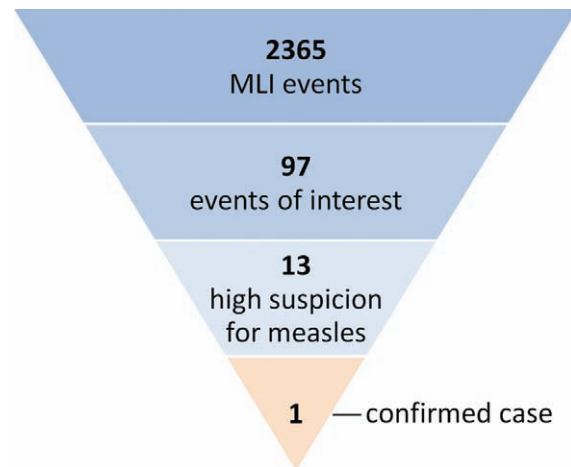 2365
MLI events
97
events of interest
13
high suspicion
for measles
1
confirmed case